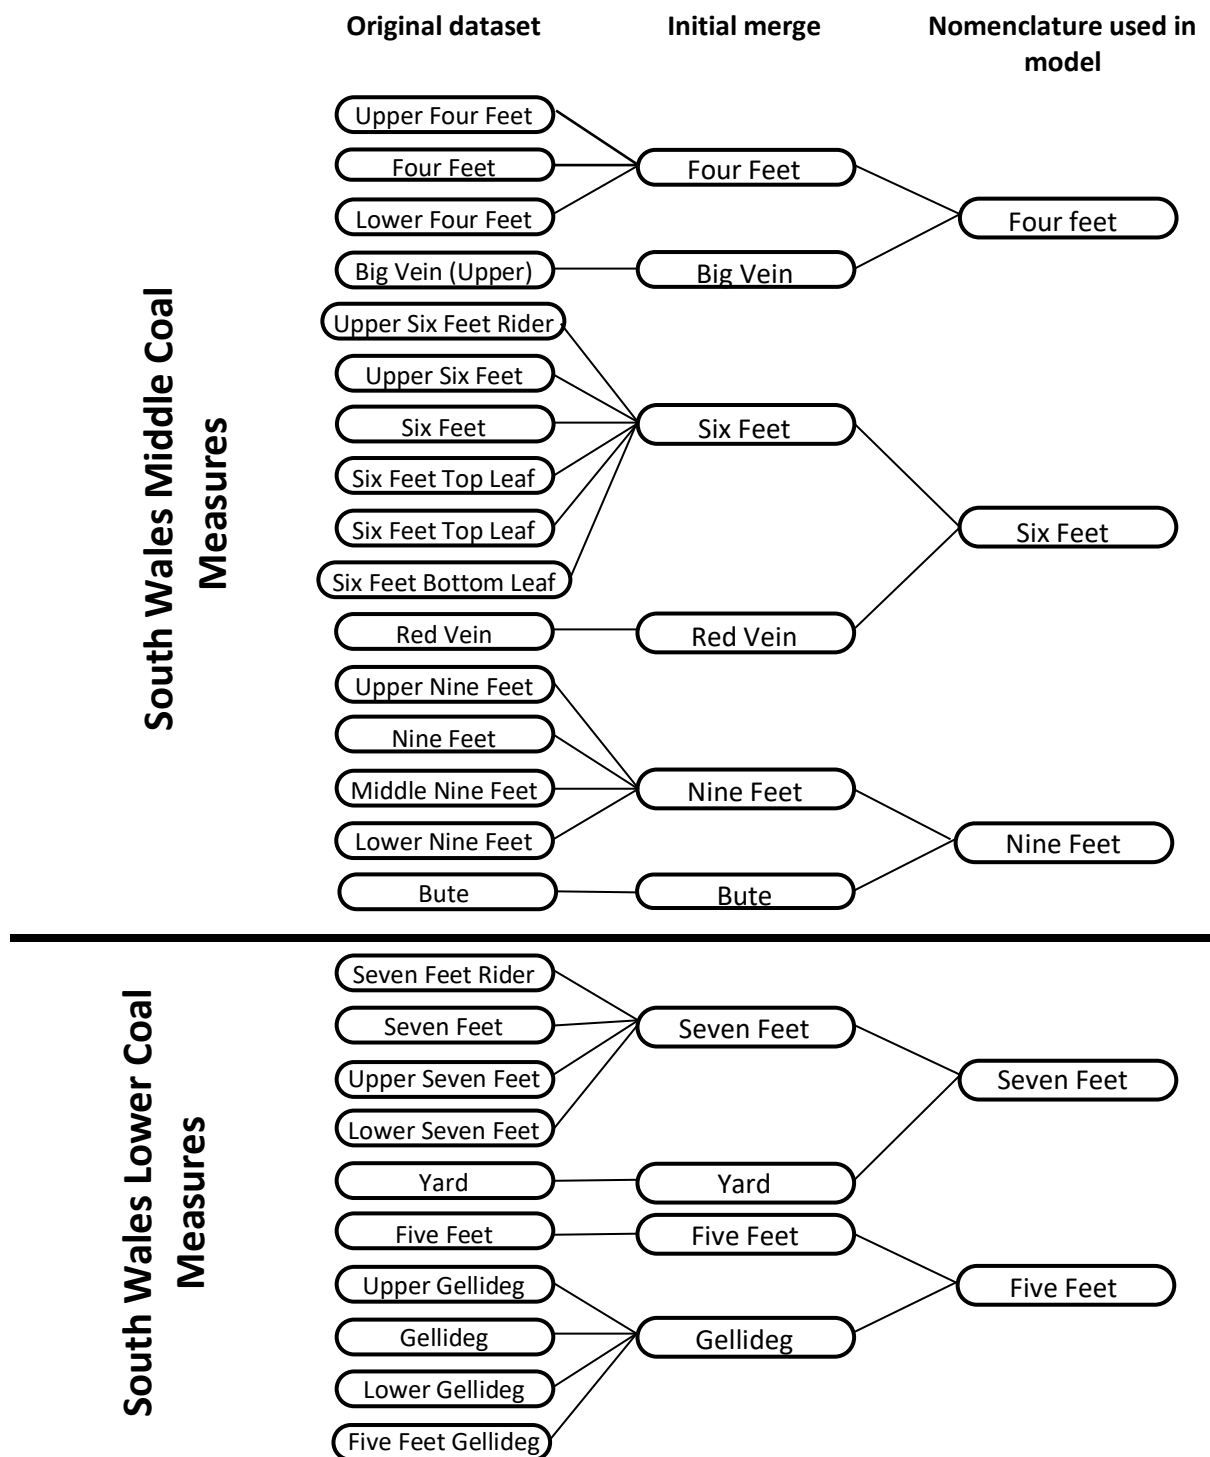 Original dataset
Initial merge
Nomenclature used in
model
South Wales Middle Coal
Measures
Upper Four Feet
Four Feet
Lower Four Feet
Big Vein (Upper)
Upper Six Feet Rider
Upper Six Feet
Six Feet
Six Feet Top Leaf
Six Feet Top Leaf
Six Feet Bottom Leaf
Red Vein
Upper Nine Feet
Nine Feet
Middle Nine Feet
Lower Nine Feet
Bute
Four Feet
Big Vein
Six Feet
Red Vein
Nine Feet
Bute
Four feet
Six Feet
Nine Feet
South Wales Lower Coal
Measures
Seven Feet Rider
Seven Feet
Upper Seven Feet
Lower Seven Feet
Yard
Five Feet
Upper Gellideg
Gellideg
Lower Gellideg
Five Feet Gellideg
Seven Feet
Yard
Five Feet
Gellideg
Seven Feet
Five Feet